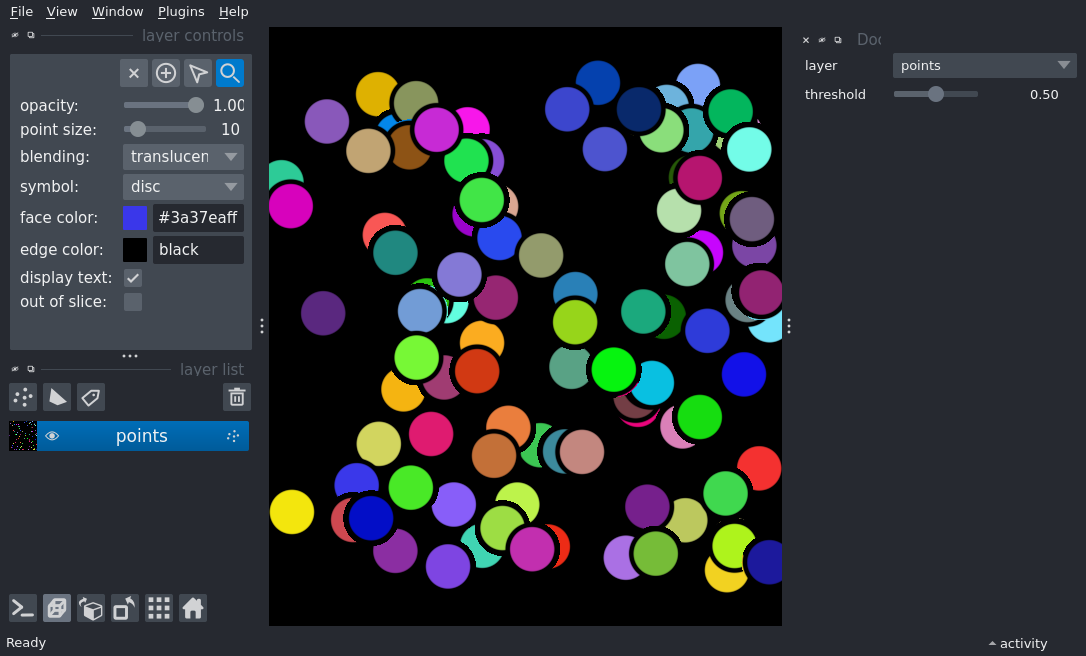 File View Window Plugins Help
layer controls
opacity: 1.00
point size: 10
blending: translucen
symbol: disc
face color: #3a37eaff
edge color: black
display text:
out of slice:
layer list
points
Doc
layer points
threshold 0.50
Ready
activity